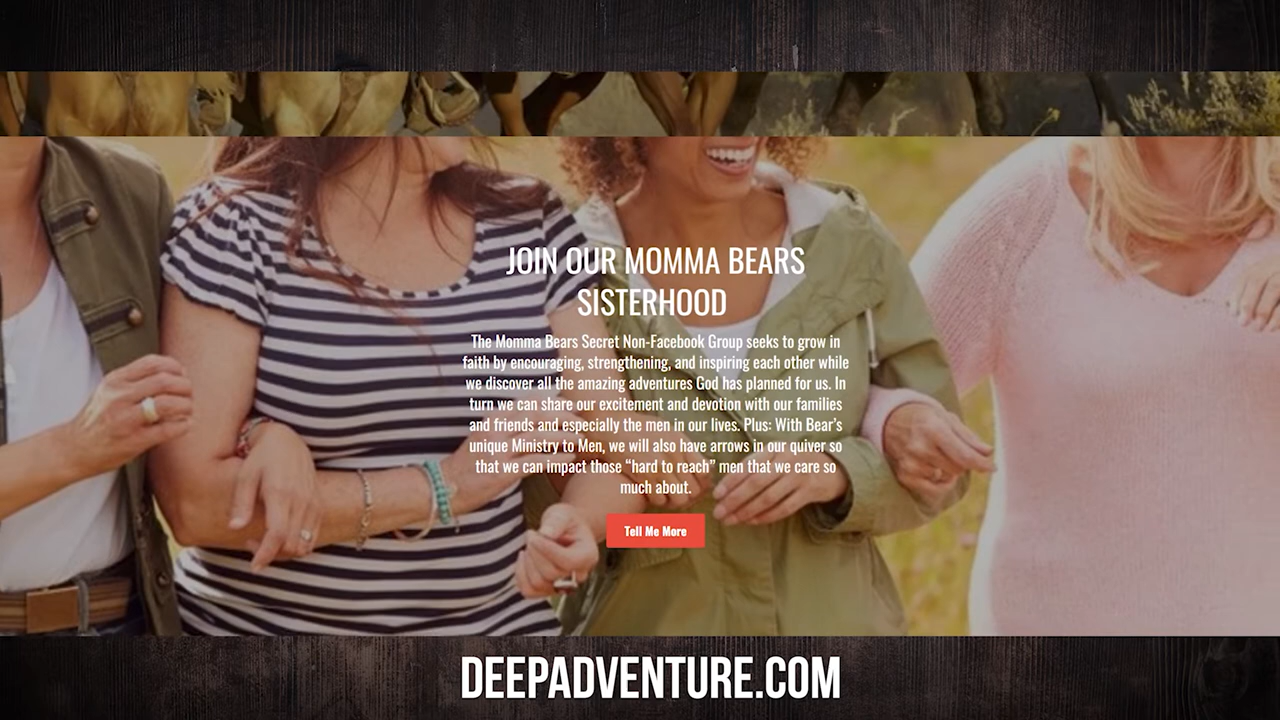 JOIN OUR MOMMA BEARS
SISTERHOOD
The Momma Bears Secret Non-Facebook Group seeks to grow in
faith by encouraging, strengthening, and inspiring each other while
we discover all the amazing adventures God has planned for us. In
turn we can share our excitement and devotion with our families
and friends and especially the men in our lives. Plus: With Bear’s
unique Ministry to Men, we will also have arrows in our quiver so
that we can impact those “hard to reach” men that we care so
much about.
Tell Me More
DEEPADVENTURE.COM